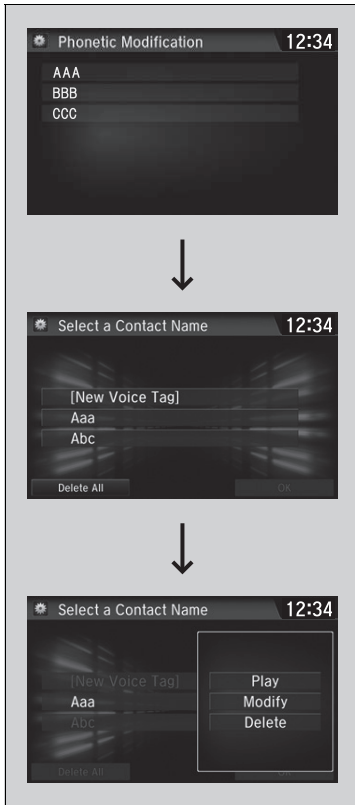 Phonetic Modification 12:34
AAA
BBB
CCC
Select a Contact Name 12:34
[New Voice Tag]
Aaa
Abc
Delete All OK
Select a Contact Name 12:34
[New Voice Tag]
Aaa
Abc
Play
Modify
Delete
Delete All OK